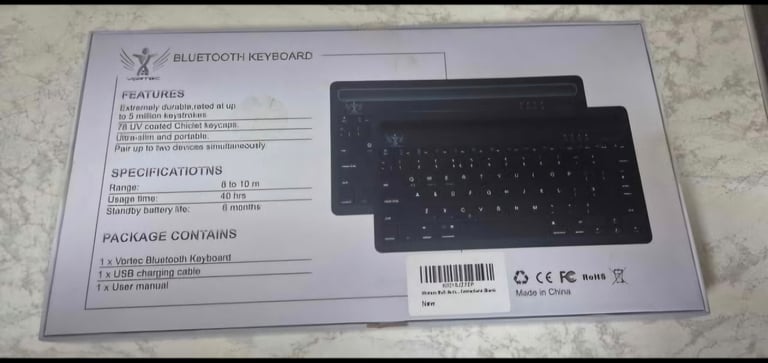 BLUETOOTH KEYBOARD
VORTEC
FEATURES
Extremely durable,rated at up
to 5 million keystrokes
78 UV coated Chiclet keycaps.
Ultra-slim and portable.
Pair up to two devices simultaneously
SPECIFICATIOTNS
Range: 8 to 10 m
Usage time: 40 hrs
Standby battery life: 6 months
PACKAGE CONTAINS
1 x Vortec Bluetooth Keyboard
1 x USB charging cable
1 x User manual
New
CE FC RoHS
Made in China